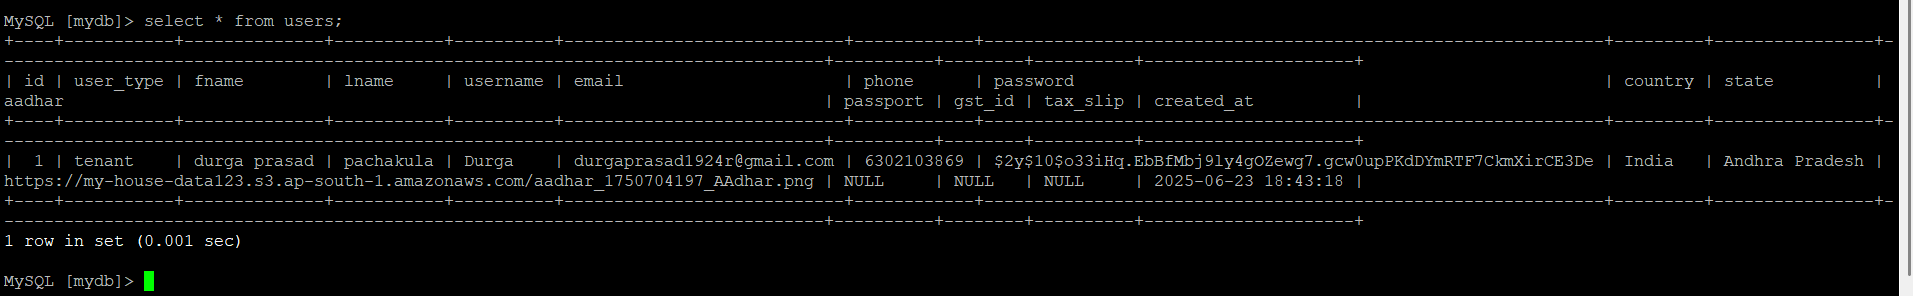 MySQL [mydb]> select * from users;
+----+-----------+--------------+-----------+----------+----------------------------+------------+--------------------------------------------------------------+---------+----------------+-
----------------------------------------------------------------------------------+----------+--------+----------+---------------------+
| id | user_type | fname        | lname     | username | email                      | phone      | password                                                     | country | state          |
aadhar                                                                            | passport | gst_id | tax_slip | created_at          |
+----+-----------+--------------+-----------+----------+----------------------------+------------+--------------------------------------------------------------+---------+----------------+-
----------------------------------------------------------------------------------+----------+--------+----------+---------------------+
|  1 | tenant    | durga prasad | pachakula | Durga    | durgaprasad1924r@gmail.com | 6302103869 | $2y$10$o33iHq.EbBfMbj9ly4gOZewg7.gcw0upPKdDYmRTF7CkmXirCE3De | India   | Andhra Pradesh |
https://my-house-data123.s3.ap-south-1.amazonaws.com/aadhar_1750704197_AAdhar.png | NULL     | NULL   | NULL     | 2025-06-23 18:43:18 |
+----+-----------+--------------+-----------+----------+----------------------------+------------+--------------------------------------------------------------+---------+----------------+-
----------------------------------------------------------------------------------+----------+--------+----------+---------------------+
1 row in set (0.001 sec)
MySQL [mydb]>